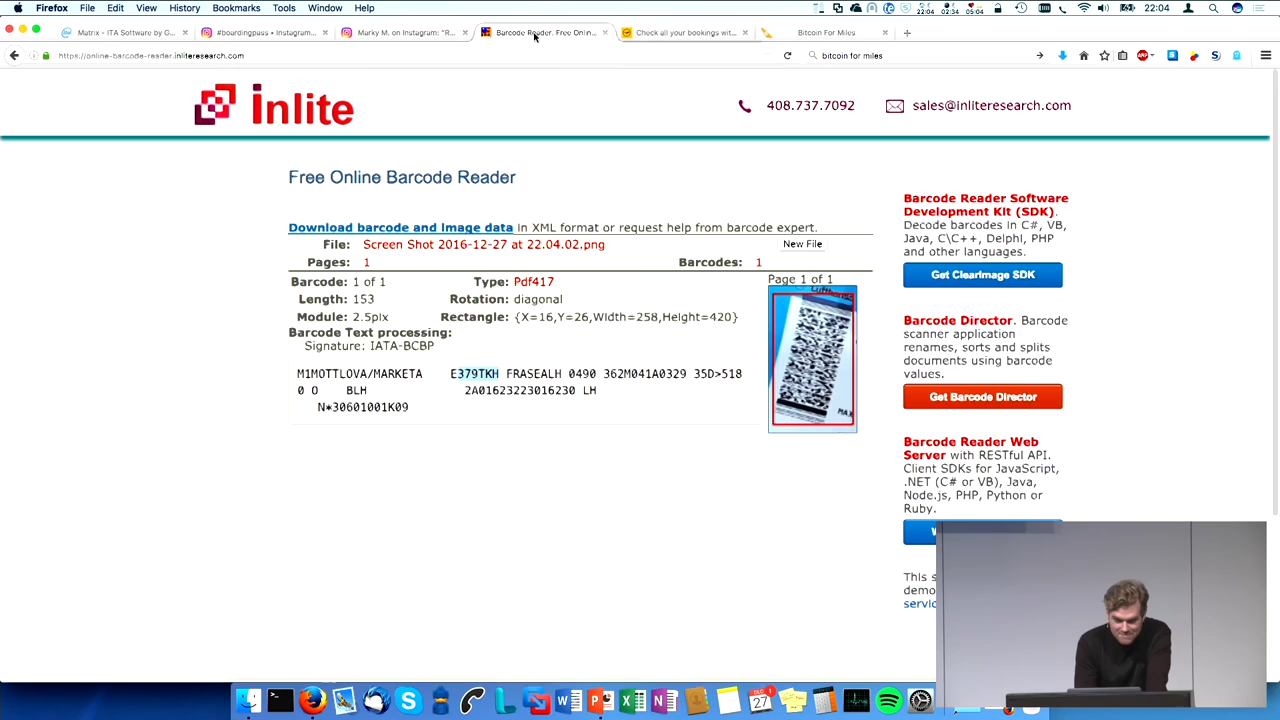 Firefox File Edit View History Bookmarks Tools Window Help 22:04 02:34 05:04 22:04
Matrix - ITA Software by G... #boardingpass • Instagram... Marky M. on Instagram: "R... Barcode Reader. Free Onlin... Check all your bookings wit... Bitcoin For Miles
https://online-barcode-reader.inliteresearch.com bitcoin for miles
inlite 408.737.7092 sales@inliteresearch.com
Free Online Barcode Reader
Download barcode and image data in XML format or request help from barcode expert.
File: Screen Shot 2016-12-27 at 22.04.02.png New File
Pages: 1 Barcodes: 1
Barcode: 1 of 1 Type: Pdf417 Page 1 of 1
Length: 153 Rotation: diagonal
Module: 2.5pix Rectangle: {X=16,Y=26,Width=258,Height=420}
Barcode Text processing:
Signature: IATA-BCBP
M1MOTTLOVA/MARKETA E379TKH FRASEALH 0490 362M041A0329 35D>518
0 O BLH 2A01623223016230 LH
N*30601001K09
Barcode Reader Software
Development Kit (SDK).
Decode barcodes in C#, VB,
Java, C\C++, Delphi, PHP
and other languages.
Get ClearImage SDK
Barcode Director. Barcode
scanner application
renames, sorts and splits
documents using barcode
values.
Get Barcode Director
Barcode Reader Web
Server with RESTful API.
Client SDKs for JavaScript,
.NET (C# or VB), Java,
Node.js, PHP, Python or
Ruby.
This s
demo
servic